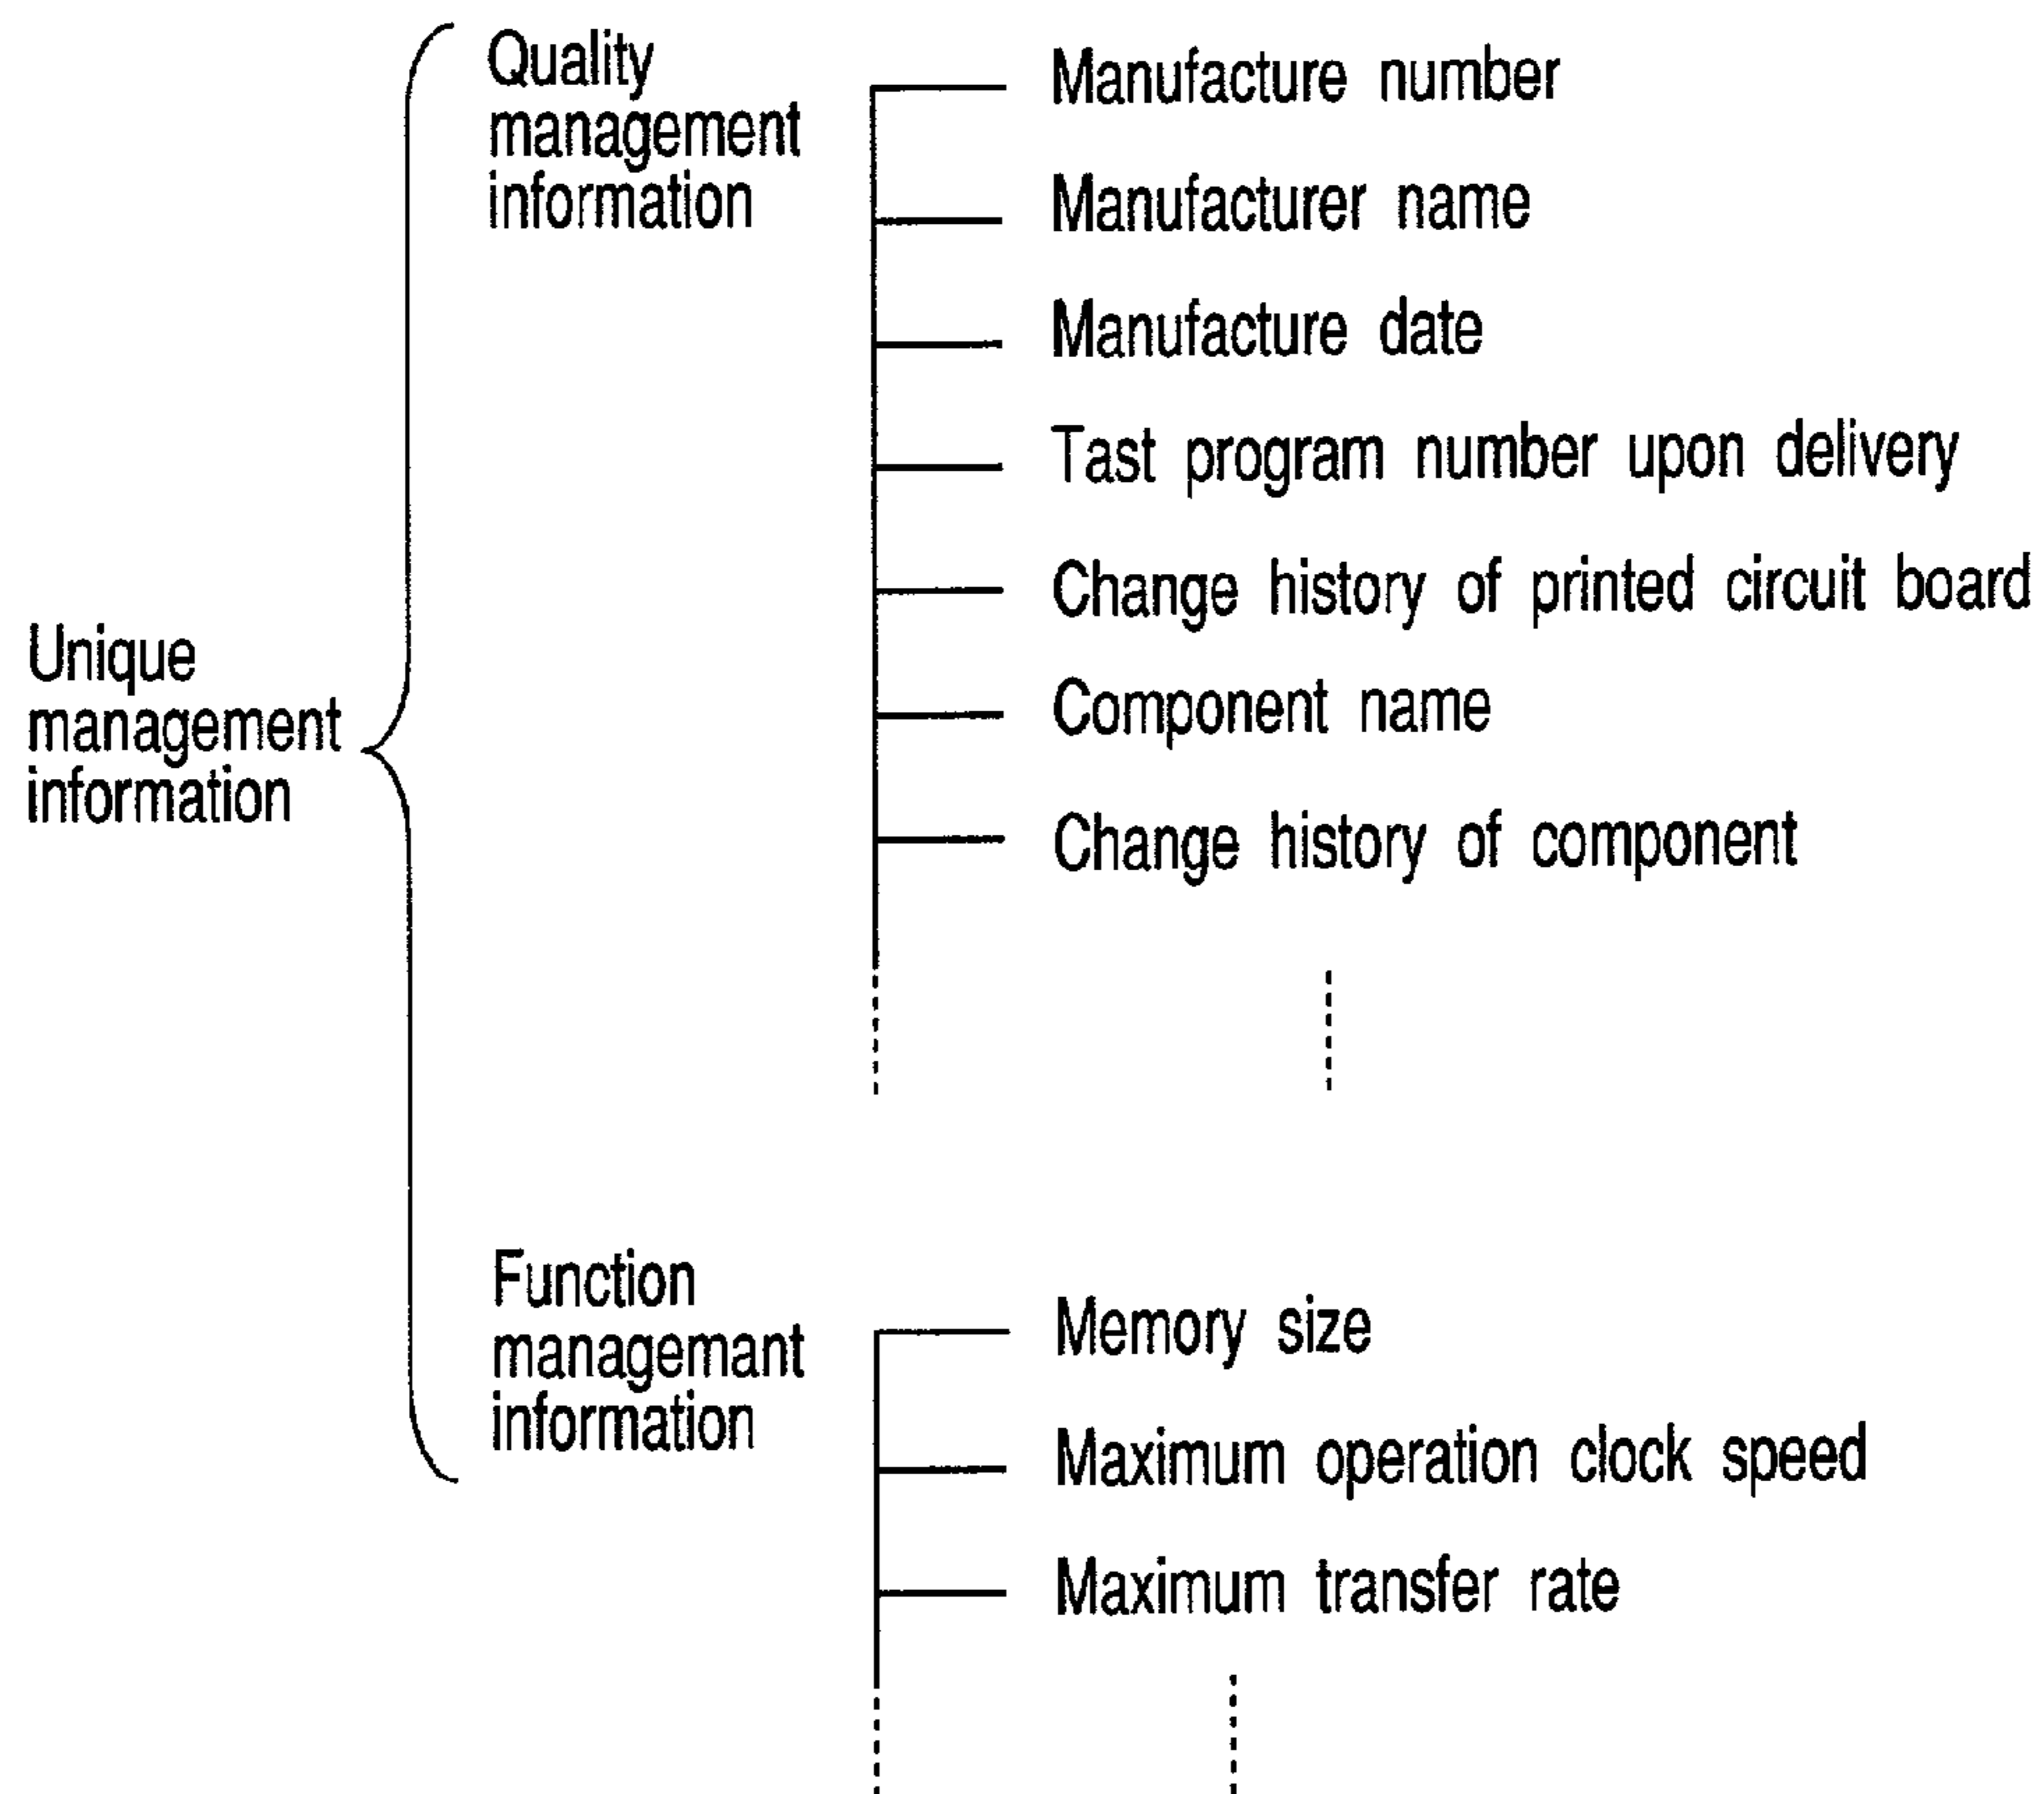 Quality
management
information
Manufacture number
Manufacturer name
Manufacture date
Tast program number upon delivery
Change history of printed circuit board
Component name
Change history of component
Unique
management
information
Function
managemant
information
Memory size
Maximum operation clock speed
Maximum transfer rate